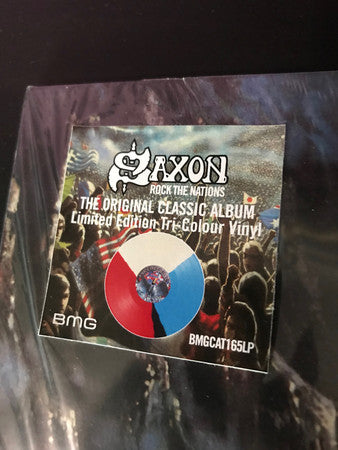 SAXON
ROCK THE NATIONS
THE ORIGINAL CLASSIC ALBUM
Limited Edition Tri-Colour Vinyl
BMG
BMGCAT165LP